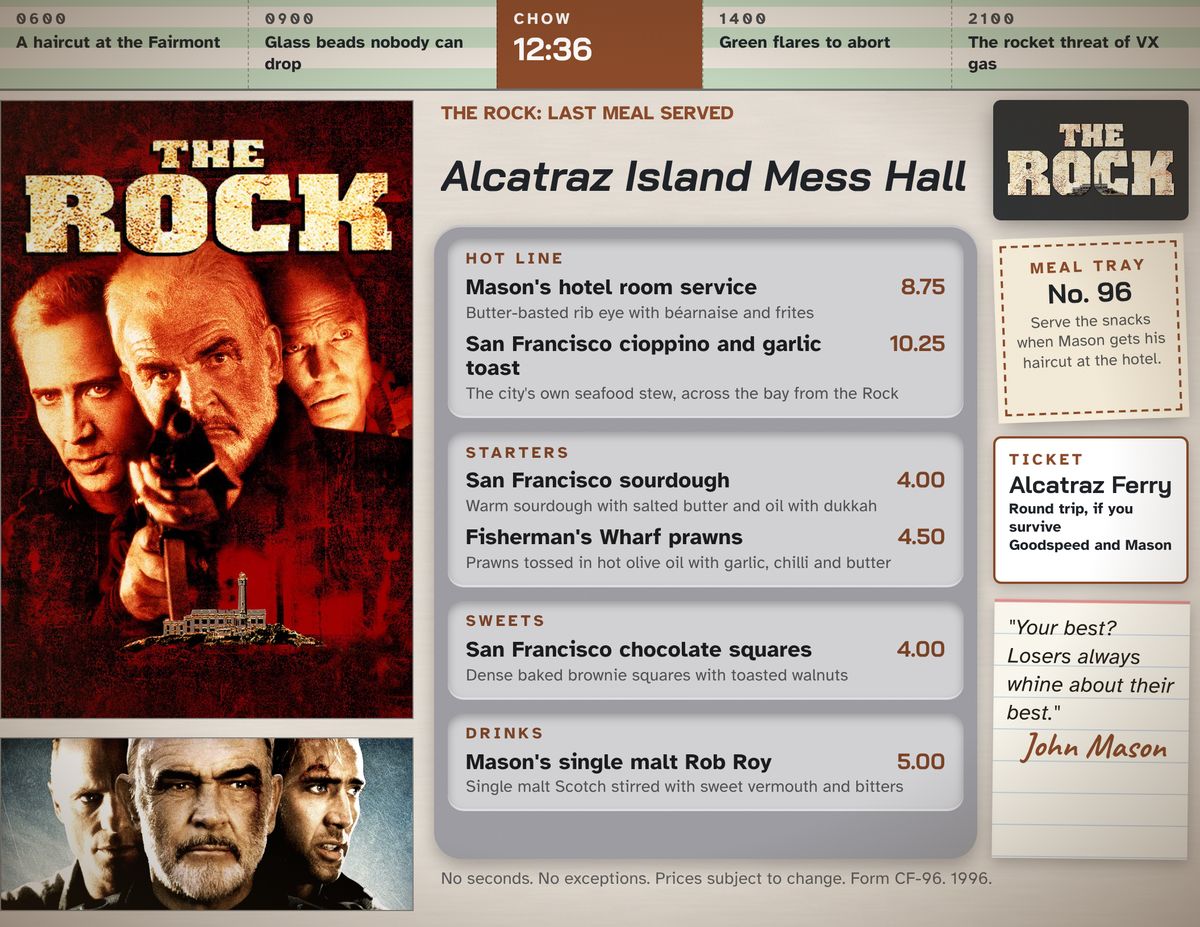 0600
A haircut at the Fairmont
0900
Glass beads nobody can
drop
CHOW
12:36
1400
Green flares to abort
2100
The rocket threat of VX
gas
THE
ROCK
THE ROCK: LAST MEAL SERVED
Alcatraz Island Mess Hall
HOT LINE
Mason's hotel room service 8.75
Butter-basted rib eye with béarnaise and frites
San Francisco cioppino and garlic 10.25
toast
The city's own seafood stew, across the bay from the Rock
STARTERS
San Francisco sourdough 4.00
Warm sourdough with salted butter and oil with dukkah
Fisherman's Wharf prawns 4.50
Prawns tossed in hot olive oil with garlic, chilli and butter
SWEETS
San Francisco chocolate squares 4.00
Dense baked brownie squares with toasted walnuts
DRINKS
Mason's single malt Rob Roy 5.00
Single malt Scotch stirred with sweet vermouth and bitters
No seconds. No exceptions. Prices subject to change. Form CF-96. 1996.
THE
ROCK
MEAL TRAY
No. 96
Serve the snacks
when Mason gets his
haircut at the hotel.
TICKET
Alcatraz Ferry
Round trip, if you
survive
Goodspeed and Mason
"Your best?
Losers always
whine about their
best."
John Mason